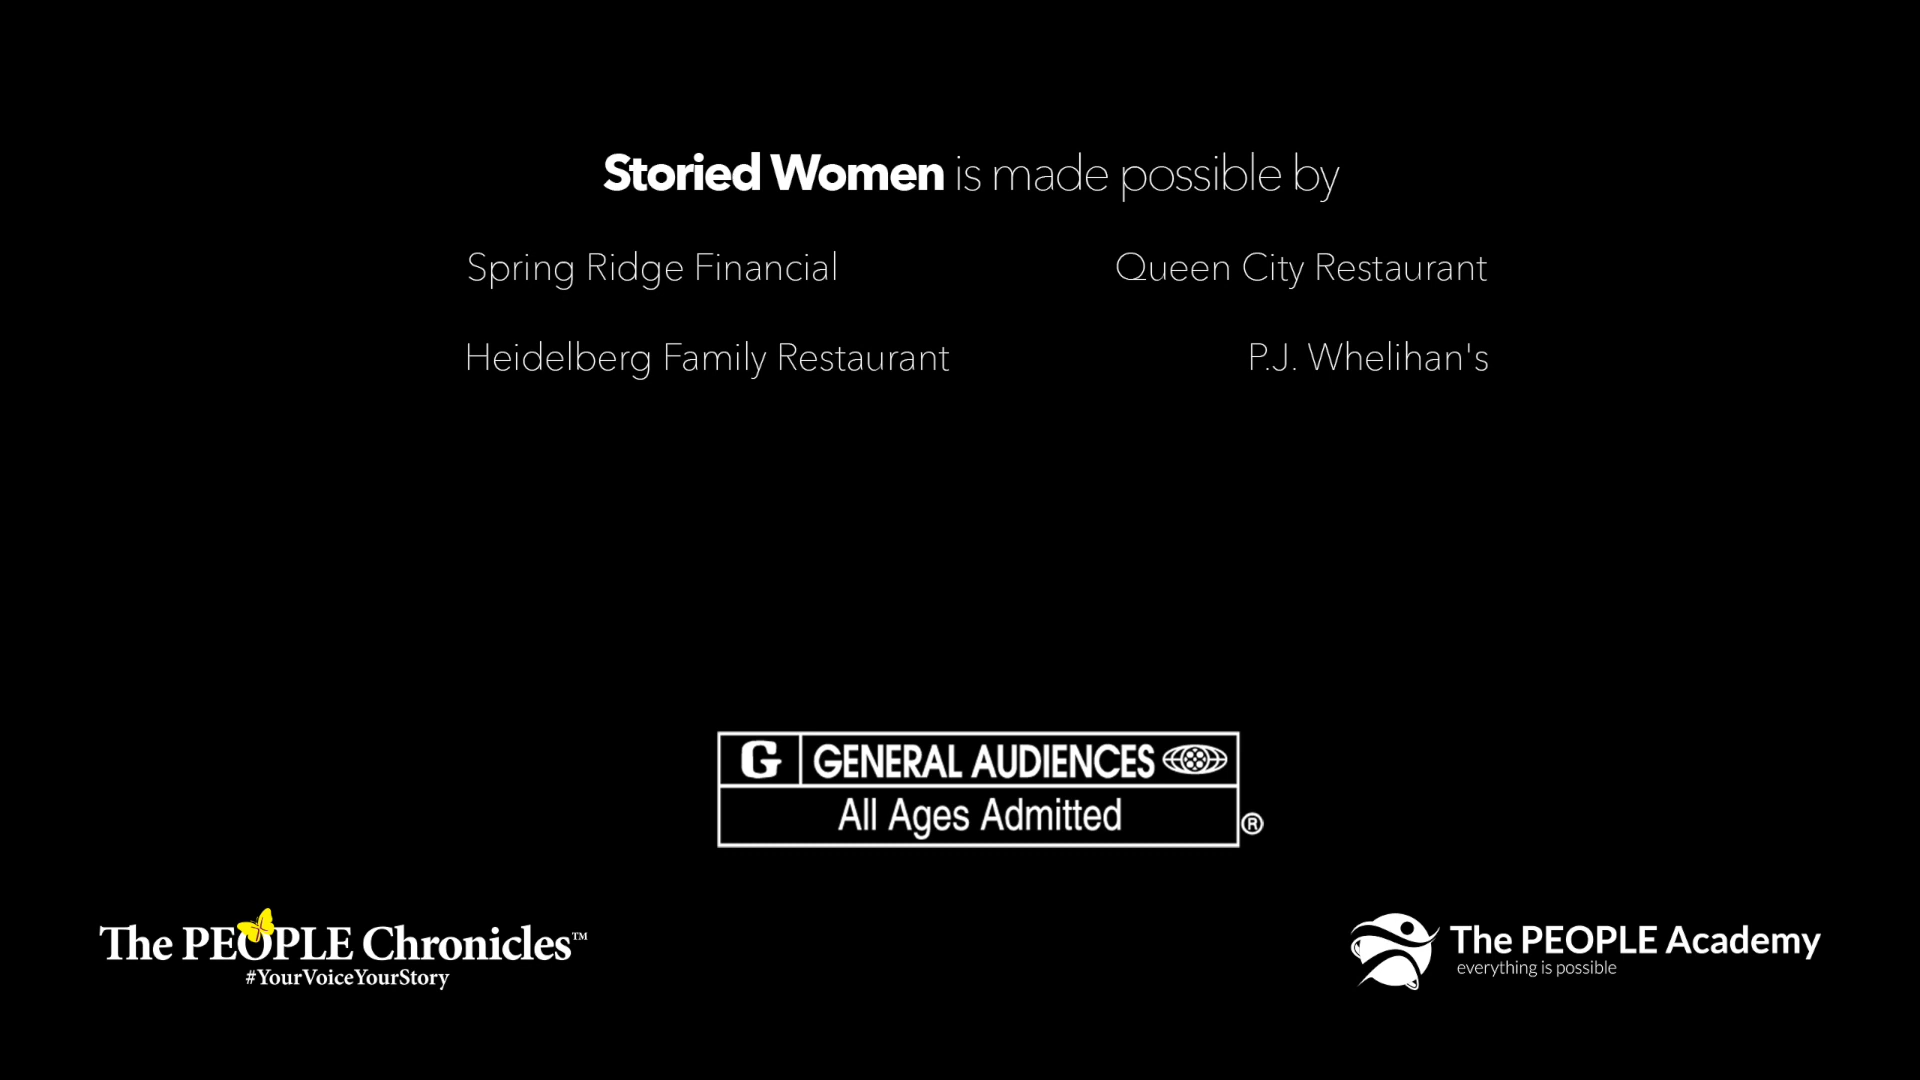 Storied Women is made possible by
Spring Ridge Financial
Queen City Restaurant
Heidelberg Family Restaurant
P.J. Whelihan's
G GENERAL AUDIENCES
All Ages Admitted ®
The PEOPLE Chronicles™
#YourVoiceYourStory
The PEOPLE Academy
everything is possible